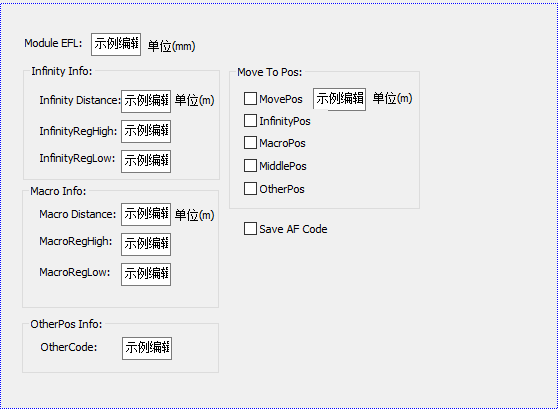 Module EFL: 示例编辑 单位(mm)
Infinity Info:
Infinity Distance: 示例编辑 单位(m)
InfinityRegHigh: 示例编辑
InfinityRegLow: 示例编辑
Macro Info:
Macro Distance: 示例编辑 单位(m)
MacroRegHigh: 示例编辑
MacroRegLow: 示例编辑
OtherPos Info:
OtherCode: 示例编辑
Move To Pos:
MovePos 示例编辑 单位(m)
InfinityPos
MacroPos
MiddlePos
OtherPos
Save AF Code